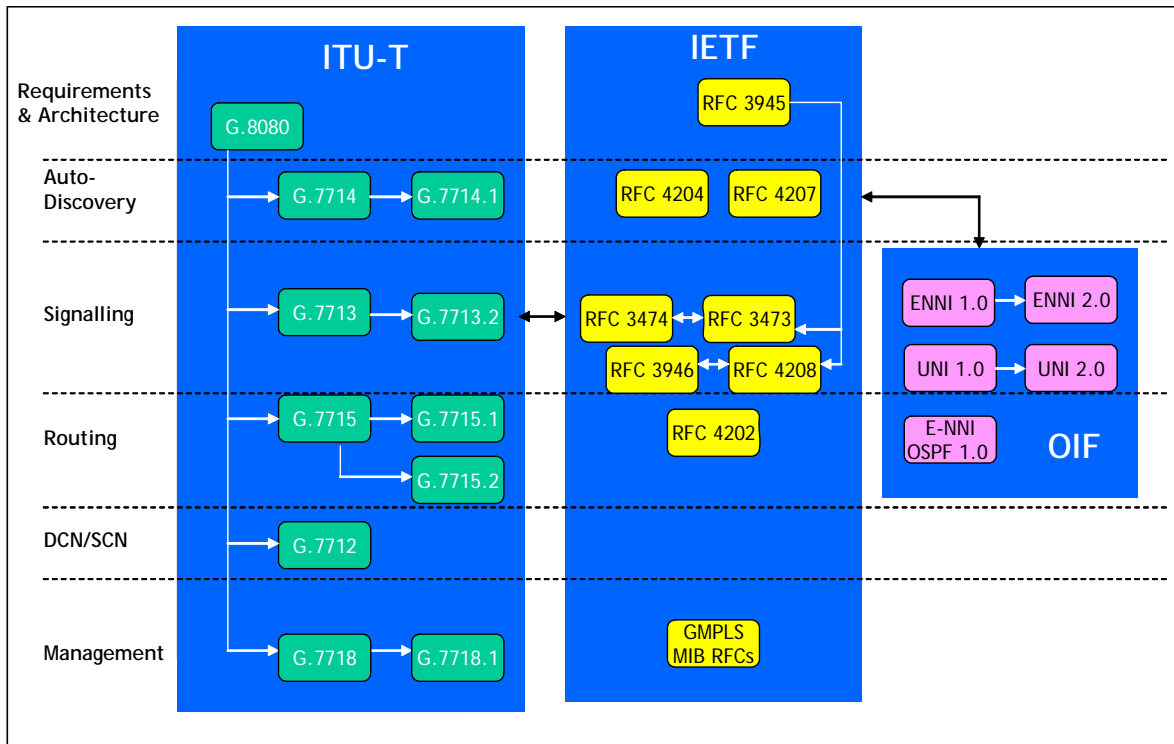 ITU-T
IETF
Requirements
& Architecture
RFC 3945
G.8080
Auto-
Discovery
G.7714
G.7714.1
RFC 4204
RFC 4207
Signalling
G.7713
G.7713.2
RFC 3474
RFC 3473
RFC 3946
RFC 4208
ENNI 1.0
ENNI 2.0
UNI 1.0
UNI 2.0
Routing
G.7715
G.7715.1
G.7715.2
RFC 4202
E-NNI
OSPF 1.0
OIF
DCN/SCN
G.7712
Management
G.7718
G.7718.1
GMPLS
MIB RFCs